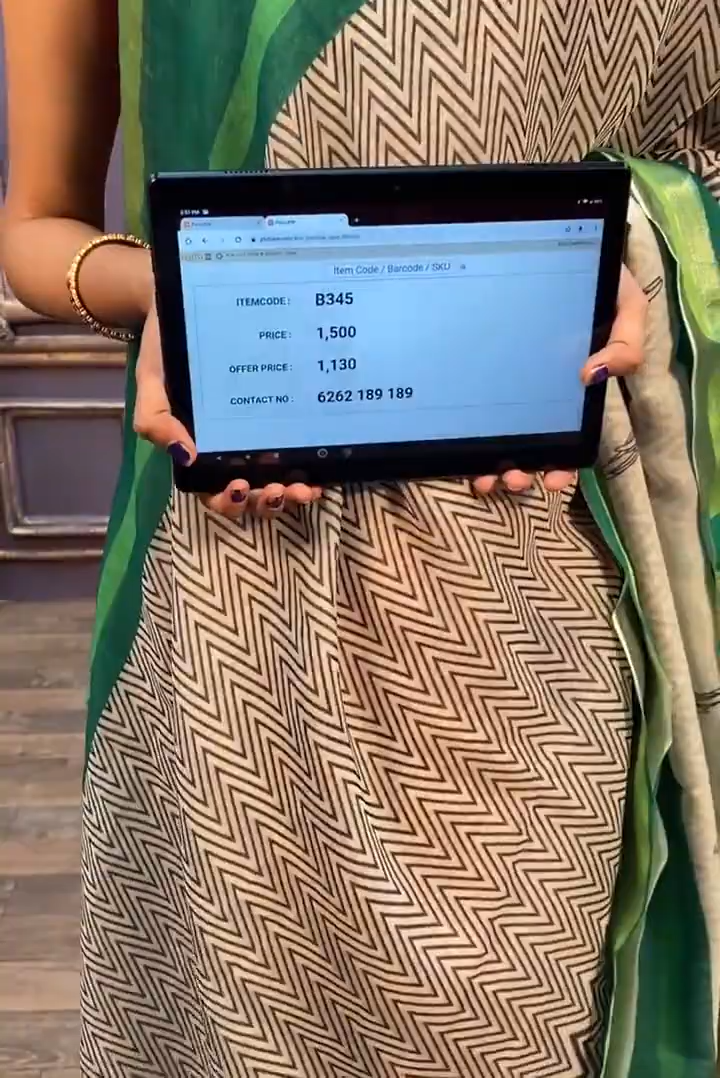 Item Code / Barcode / SKU
ITEMCODE : B345
PRICE : 1,500
OFFER PRICE : 1,130
CONTACT NO : 6262 189 189